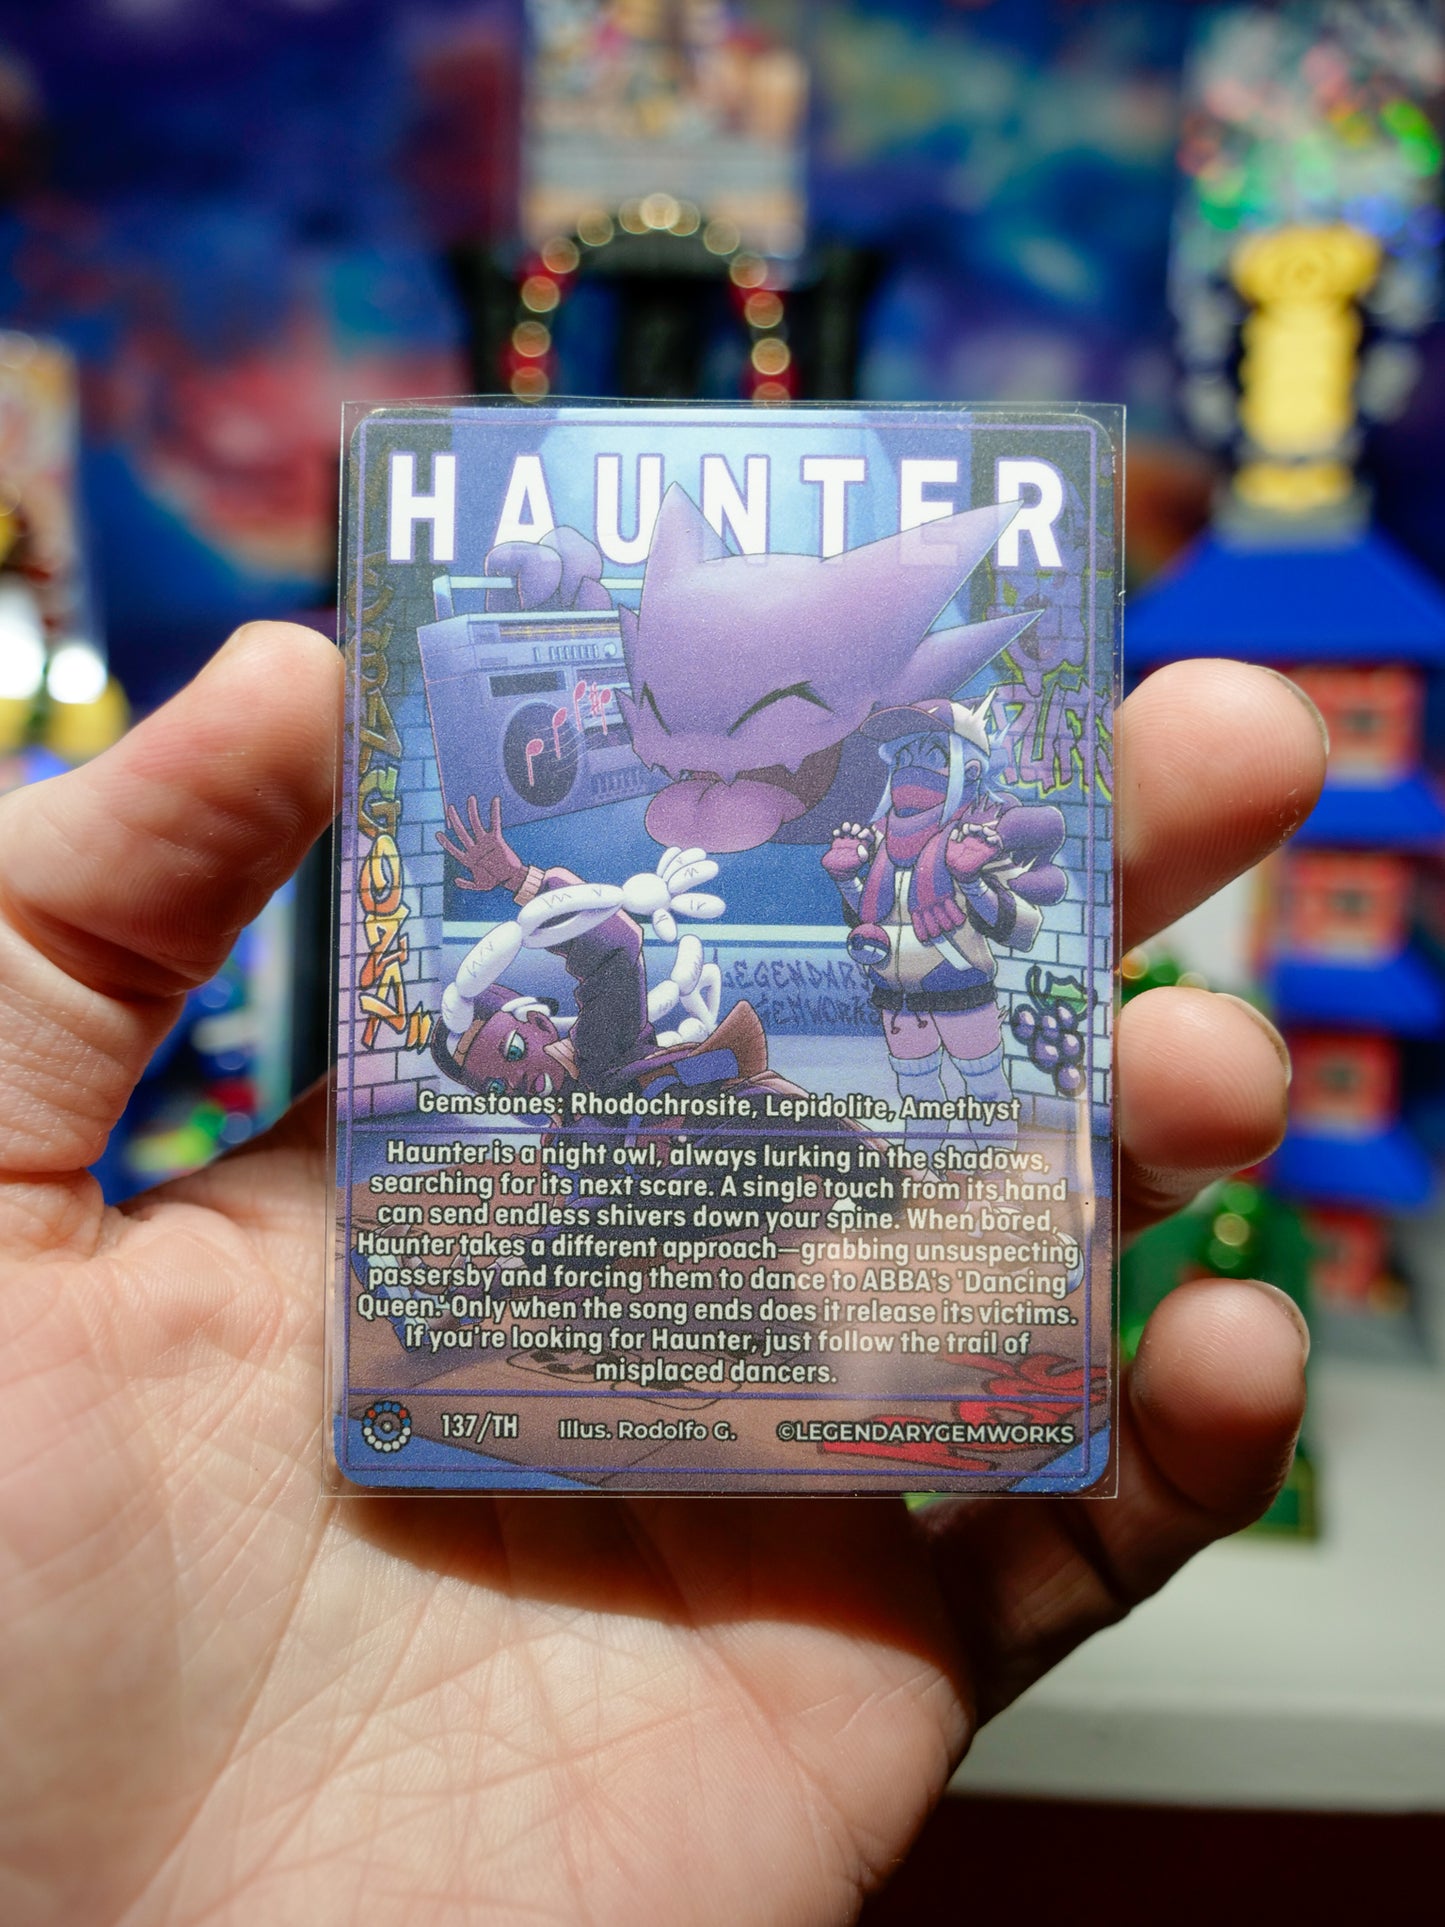 HAUNTER
GONZA
LEGENDARY
GEMWORKS
Gemstones: Rhodochrosite, Lepidolite, Amethyst
Haunter is a night owl, always lurking in the shadows,
searching for its next scare. A single touch from its hand
can send endless shivers down your spine. When bored,
Haunter takes a different approach—grabbing unsuspecting
passersby and forcing them to dance to ABBA's 'Dancing
Queen.' Only when the song ends does it release its victims.
If you're looking for Haunter, just follow the trail of
misplaced dancers.
137/TH Illus. Rodolfo G. ©LEGENDARYGEMWORKS